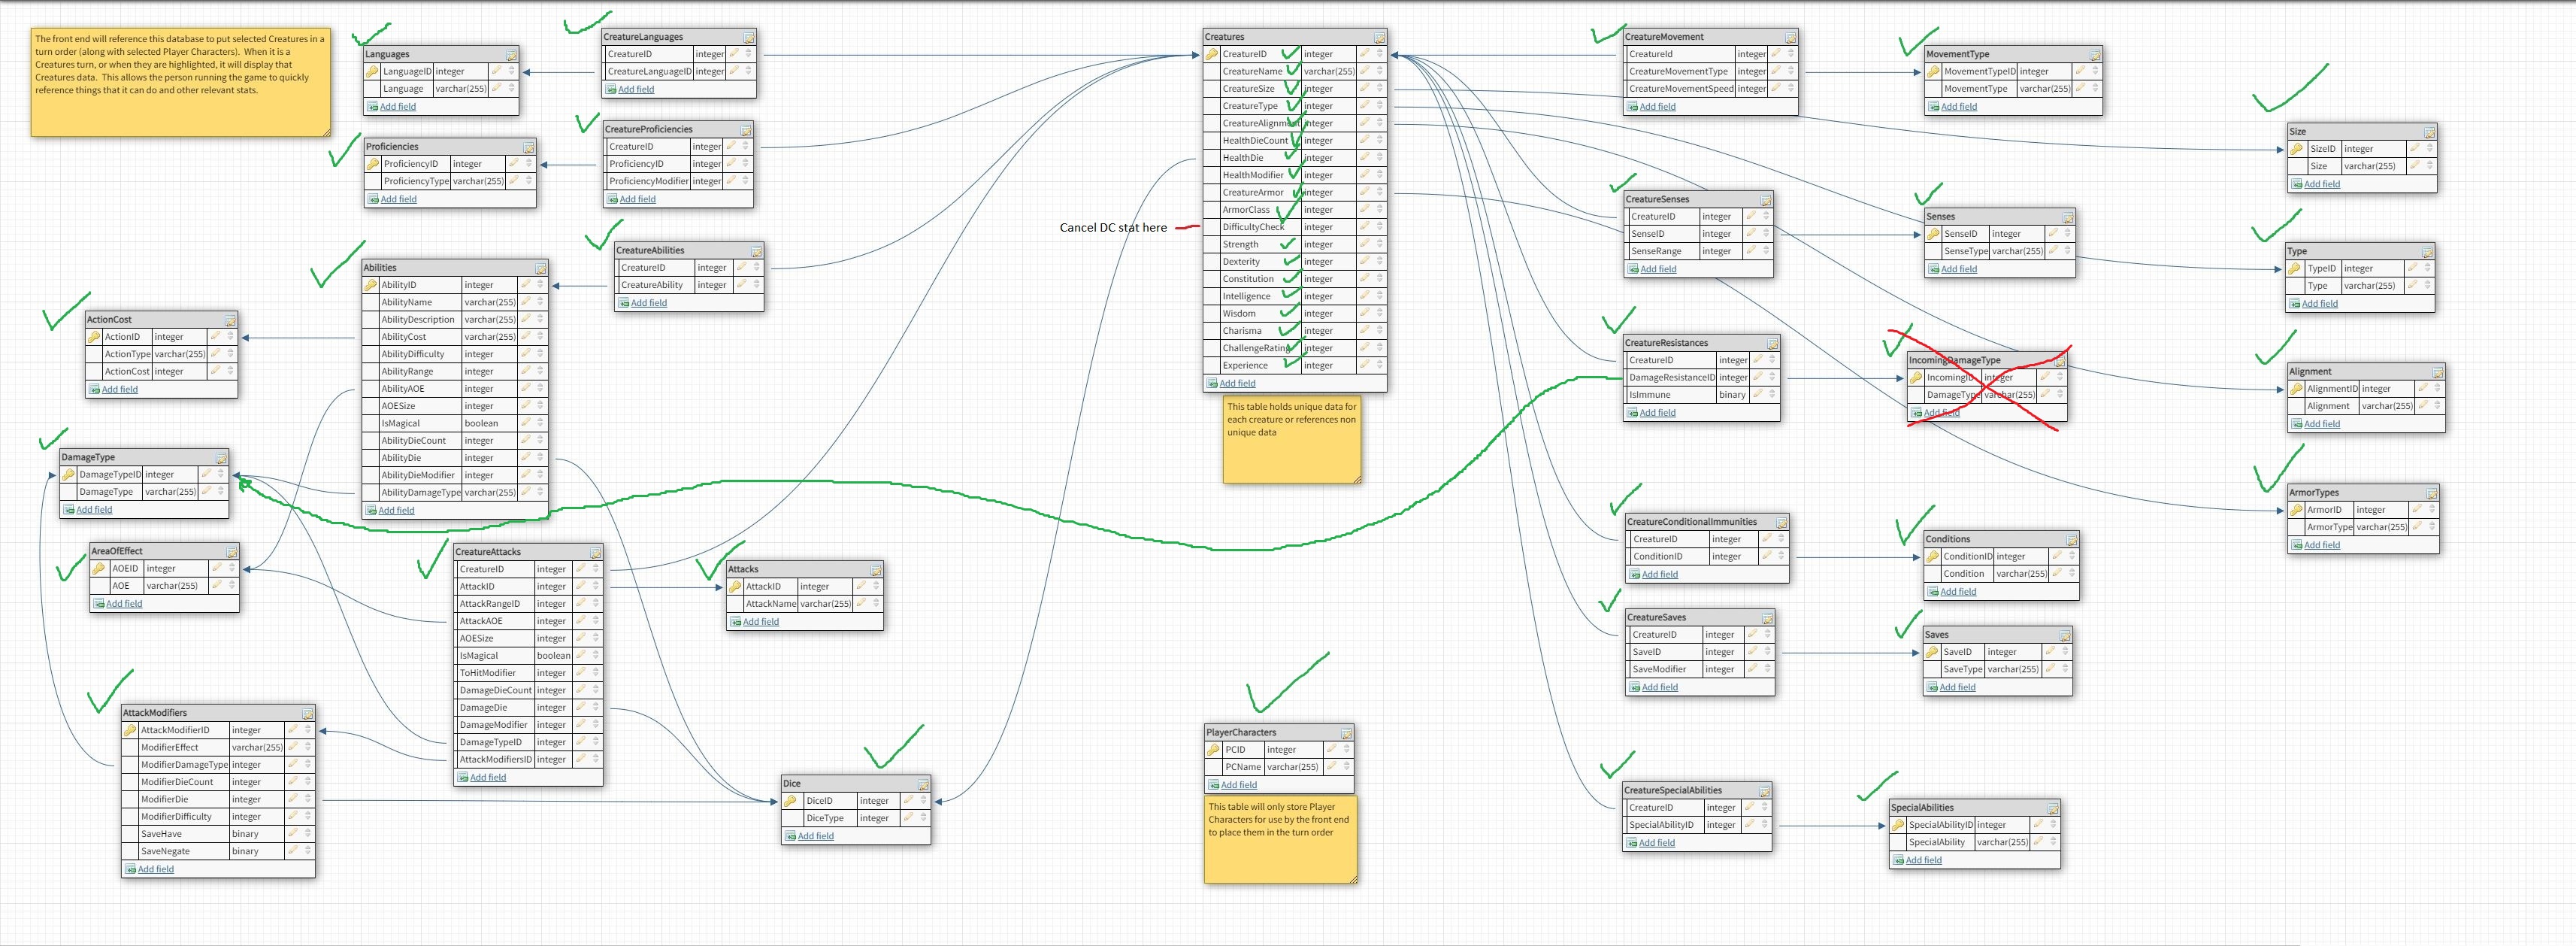 The front end will reference this database to put selected Creatures in a
turn order (along with selected Player Characters). When it is a
Creatures turn, or when they are highlighted, it will display that
Creatures data. This allows the person running the game to quickly
reference things that it can do and other relevant stats.
Languages
LanguageID integer
Language varchar(255)
Add field
CreatureLanguages
CreatureID integer
CreatureLanguageID integer
Add field
Proficiencies
ProficiencyID integer
ProficiencyType varchar(255)
Add field
CreatureProficiencies
CreatureID integer
ProficiencyID integer
ProficiencyModifier integer
Add field
CreatureAbilities
CreatureID integer
CreatureAbility integer
Add field
Abilities
AbilityID integer
AbilityName varchar(255)
AbilityDescription varchar(255)
AbilityCost varchar(255)
AbilityDifficulty integer
AbilityRange integer
AbilityAOE integer
AOESize integer
IsMagical boolean
AbilityDieCount integer
AbilityDie integer
AbilityDieModifier integer
AbilityDamageType varchar(255)
Add field
ActionCost
ActionID integer
ActionType varchar(255)
ActionCost integer
Add field
DamageType
DamageTypeID integer
DamageType varchar(255)
Add field
AreaOfEffect
AOEID integer
AOE varchar(255)
Add field
AttackModifiers
AttackModifierID integer
ModifierEffect varchar(255)
ModifierDamageType integer
ModifierDieCount integer
ModifierDie integer
ModifierDifficulty integer
SaveHave binary
SaveNegate binary
Add field
CreatureAttacks
CreatureID integer
AttackID integer
AttackRangeID integer
AttackAOE integer
AOESize integer
IsMagical boolean
ToHitModifier integer
DamageDieCount integer
DamageDie integer
DamageModifier integer
DamageTypeID integer
AttackModifiersID integer
Add field
Attacks
AttackID integer
AttackName varchar(255)
Add field
Dice
DiceID integer
DiceType integer
Add field
Creatures
CreatureID integer
CreatureName varchar(255)
CreatureSize integer
CreatureType integer
CreatureAlignment integer
HealthDieCount integer
HealthDie integer
HealthModifier integer
CreatureArmor integer
ArmorClass integer
Cancel DC stat here
DifficultyCheck integer
Strength integer
Dexterity integer
Constitution integer
Intelligence integer
Wisdom integer
Charisma integer
ChallengeRating integer
Experience integer
Add field
This table holds unique data for
each creature or references non
unique data
PlayerCharacters
PCID integer
PCName varchar(255)
Add field
This table will only store Player
Characters for use by the front end
to place them in the turn order
CreatureMovement
CreatureId integer
CreatureMovementType integer
CreatureMovementSpeed integer
Add field
MovementType
MovementTypeID integer
MovementType varchar(255)
Add field
CreatureSenses
CreatureID integer
SenseID integer
SenseRange integer
Add field
Senses
SenseID integer
SenseType varchar(255)
Add field
CreatureResistances
CreatureID integer
DamageResistanceID integer
IsImmune binary
Add field
IncomingDamageType
IncomingID integer
DamageType varchar(255)
Add field
CreatureConditionalImmunities
CreatureID integer
ConditionID integer
Add field
Conditions
ConditionID integer
Condition varchar(255)
Add field
CreatureSaves
CreatureID integer
SaveID integer
SaveModifier integer
Add field
Saves
SaveID integer
SaveType varchar(255)
Add field
CreatureSpecialAbilities
CreatureID integer
SpecialAbilityID integer
Add field
SpecialAbilities
SpecialAbilityID integer
SpecialAbility varchar(255)
Add field
Size
SizeID integer
Size varchar(255)
Add field
Type
TypeID integer
Type varchar(255)
Add field
Alignment
AlignmentID integer
Alignment varchar(255)
Add field
ArmorTypes
ArmorID integer
ArmorType varchar(255)
Add field